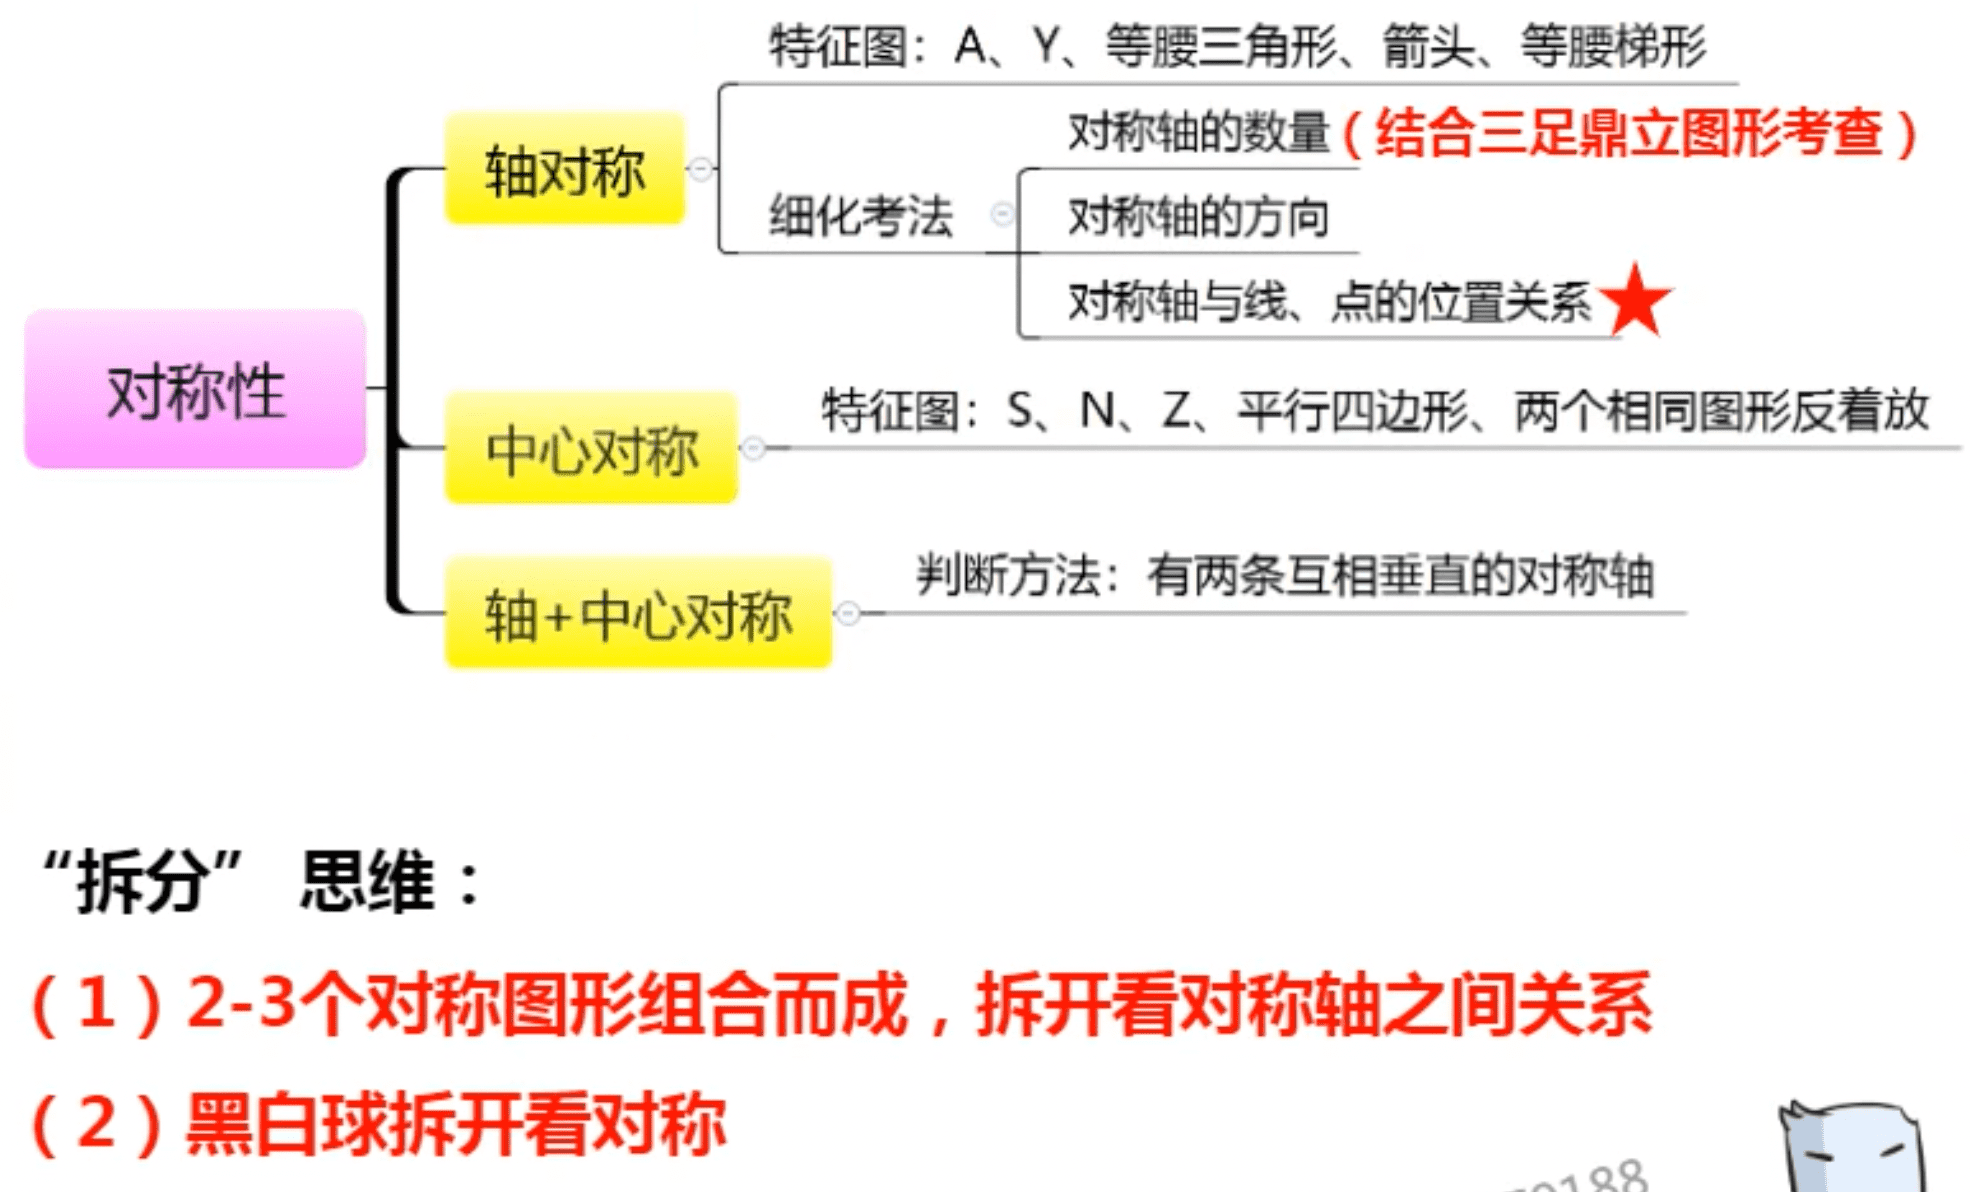 特征图：A、Y、等腰三角形、箭头、等腰梯形
对称轴的数量（结合三足鼎立图形考查）
轴对称
细化考法
对称轴的方向
对称轴与线、点的位置关系
对称性
特征图：S、N、Z、平行四边形、两个相同图形反着放
中心对称
判断方法：有两条互相垂直的对称轴
轴+中心对称
“拆分” 思维：
（1）2-3个对称图形组合而成，拆开看对称轴之间关系
（2）黑白球拆开看对称